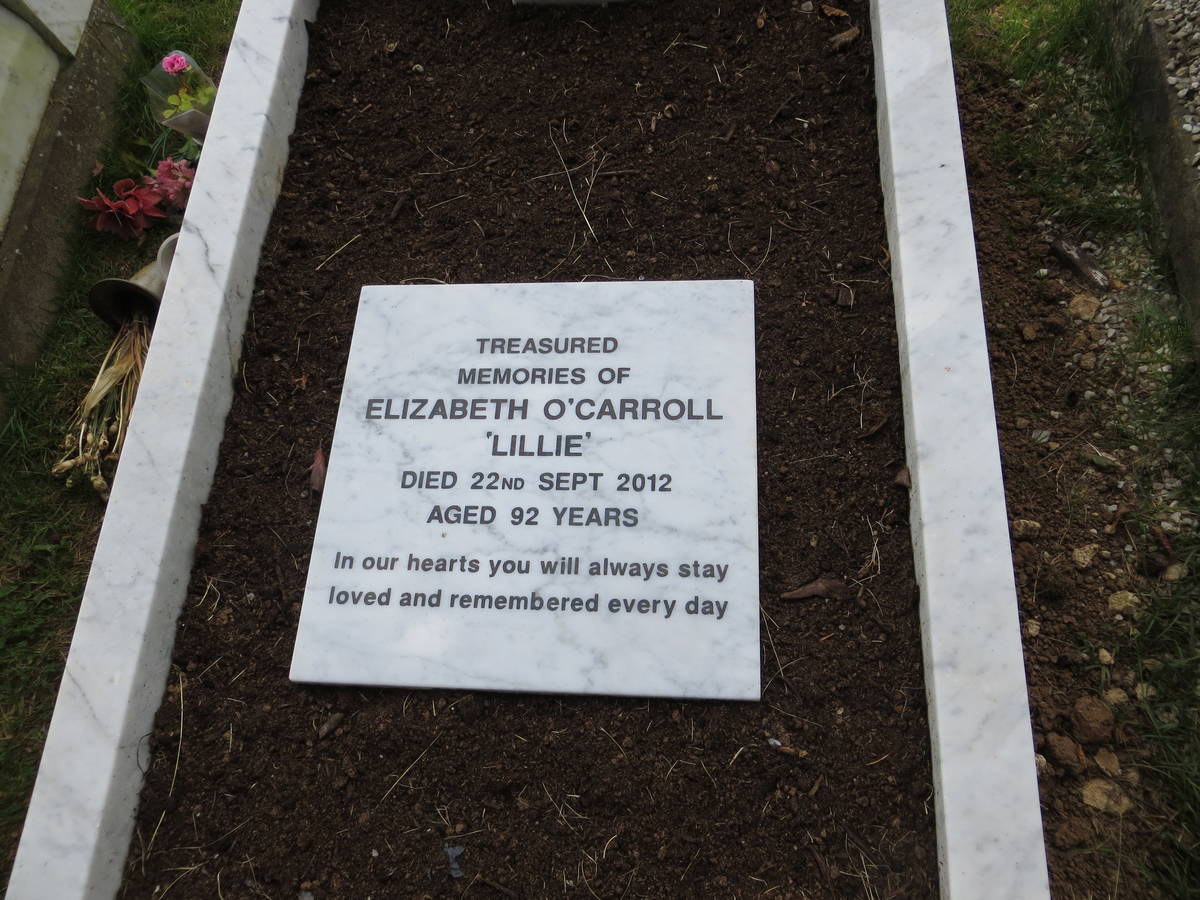 TREASURED
MEMORIES OF
ELIZABETH O'CARROLL
'LILLIE'
DIED 22ND SEPT 2012
AGED 92 YEARS
In our hearts you will always stay
loved and remembered every day